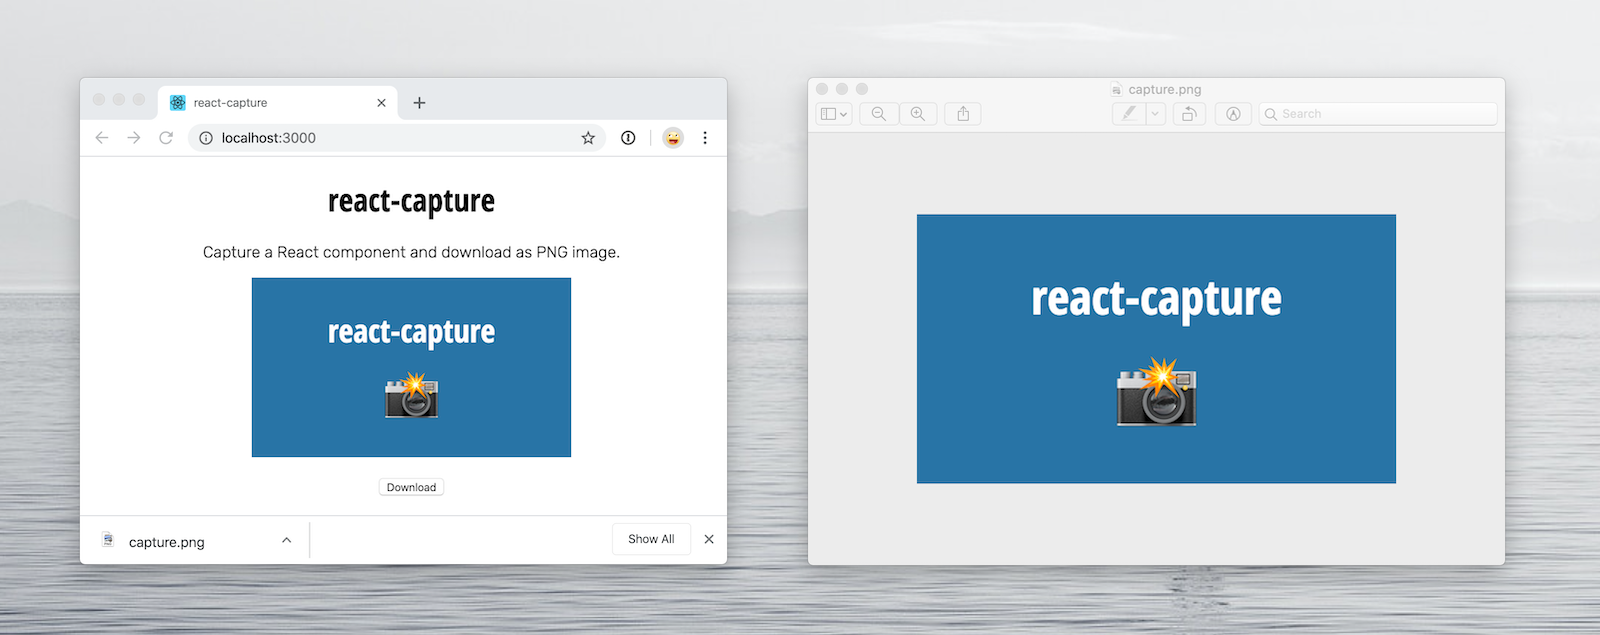 react-capture
localhost:3000
react-capture
Capture a React component and download as PNG image.
react-capture
Download
capture.png
Show All
capture.png
Search
react-capture